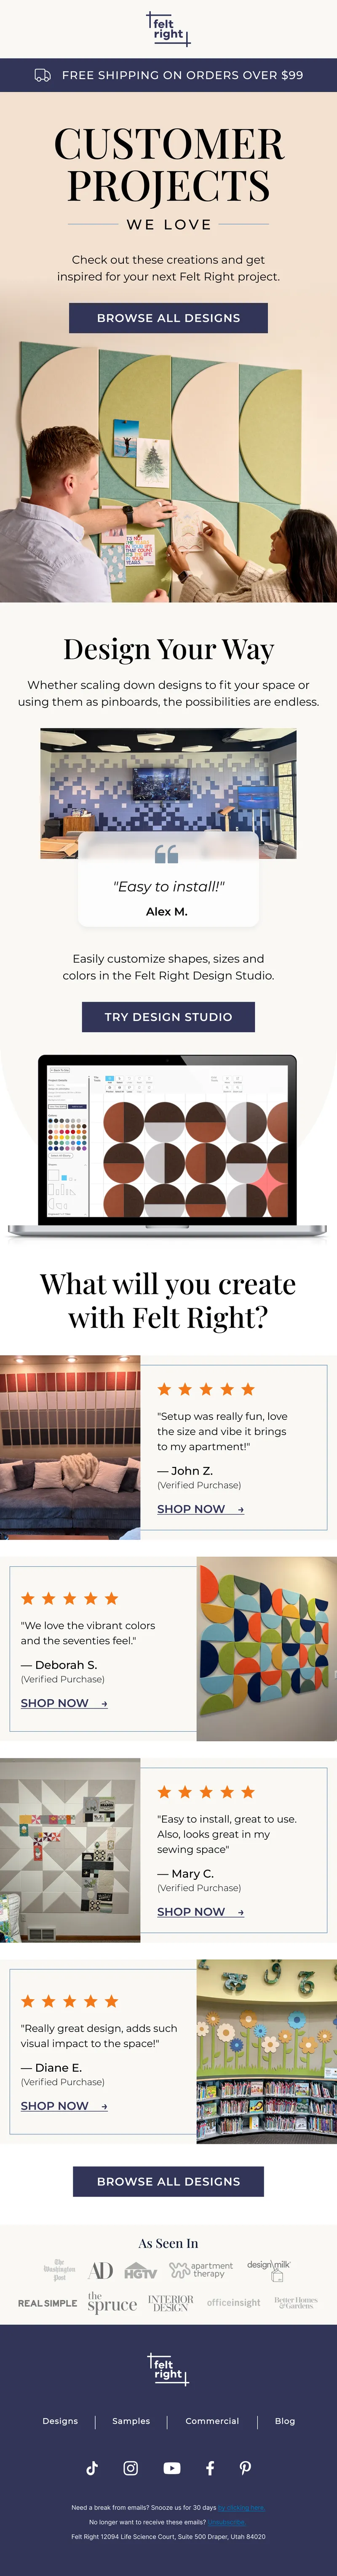 felt
right
FREE SHIPPING ON ORDERS OVER $99
CUSTOMER
PROJECTS
WE LOVE
Check out these creations and get
inspired for your next Felt Right project.
BROWSE ALL DESIGNS
Design Your Way
Whether scaling down designs to fit your space or
using them as pinboards, the possibilities are endless.
"Easy to install!"
Alex M.
Easily customize shapes, sizes and
colors in the Felt Right Design Studio.
TRY DESIGN STUDIO
What will you create
with Felt Right?
"Setup was really fun, love
the size and vibe it brings
to my apartment!"
— John Z.
(Verified Purchase)
SHOP NOW →
"We love the vibrant colors
and the seventies feel."
— Deborah S.
(Verified Purchase)
SHOP NOW →
"Easy to install, great to use.
Also, looks great in my
sewing space"
— Mary C.
(Verified Purchase)
SHOP NOW →
"Really great design, adds such
visual impact to the space!"
— Diane E.
(Verified Purchase)
SHOP NOW →
BROWSE ALL DESIGNS
As Seen In
The Washington Post
AD
HGTV
apartment therapy
design milk
REAL SIMPLE
the spruce
INTERIOR DESIGN
officeinsight
Better Homes & Gardens
felt
right
Designs | Samples | Commercial | Blog
Need a break from emails? Snooze us for 30 days by clicking here.
No longer want to receive these emails? Unsubscribe.
Felt Right 12094 Life Science Court, Suite 500 Draper, Utah 84020